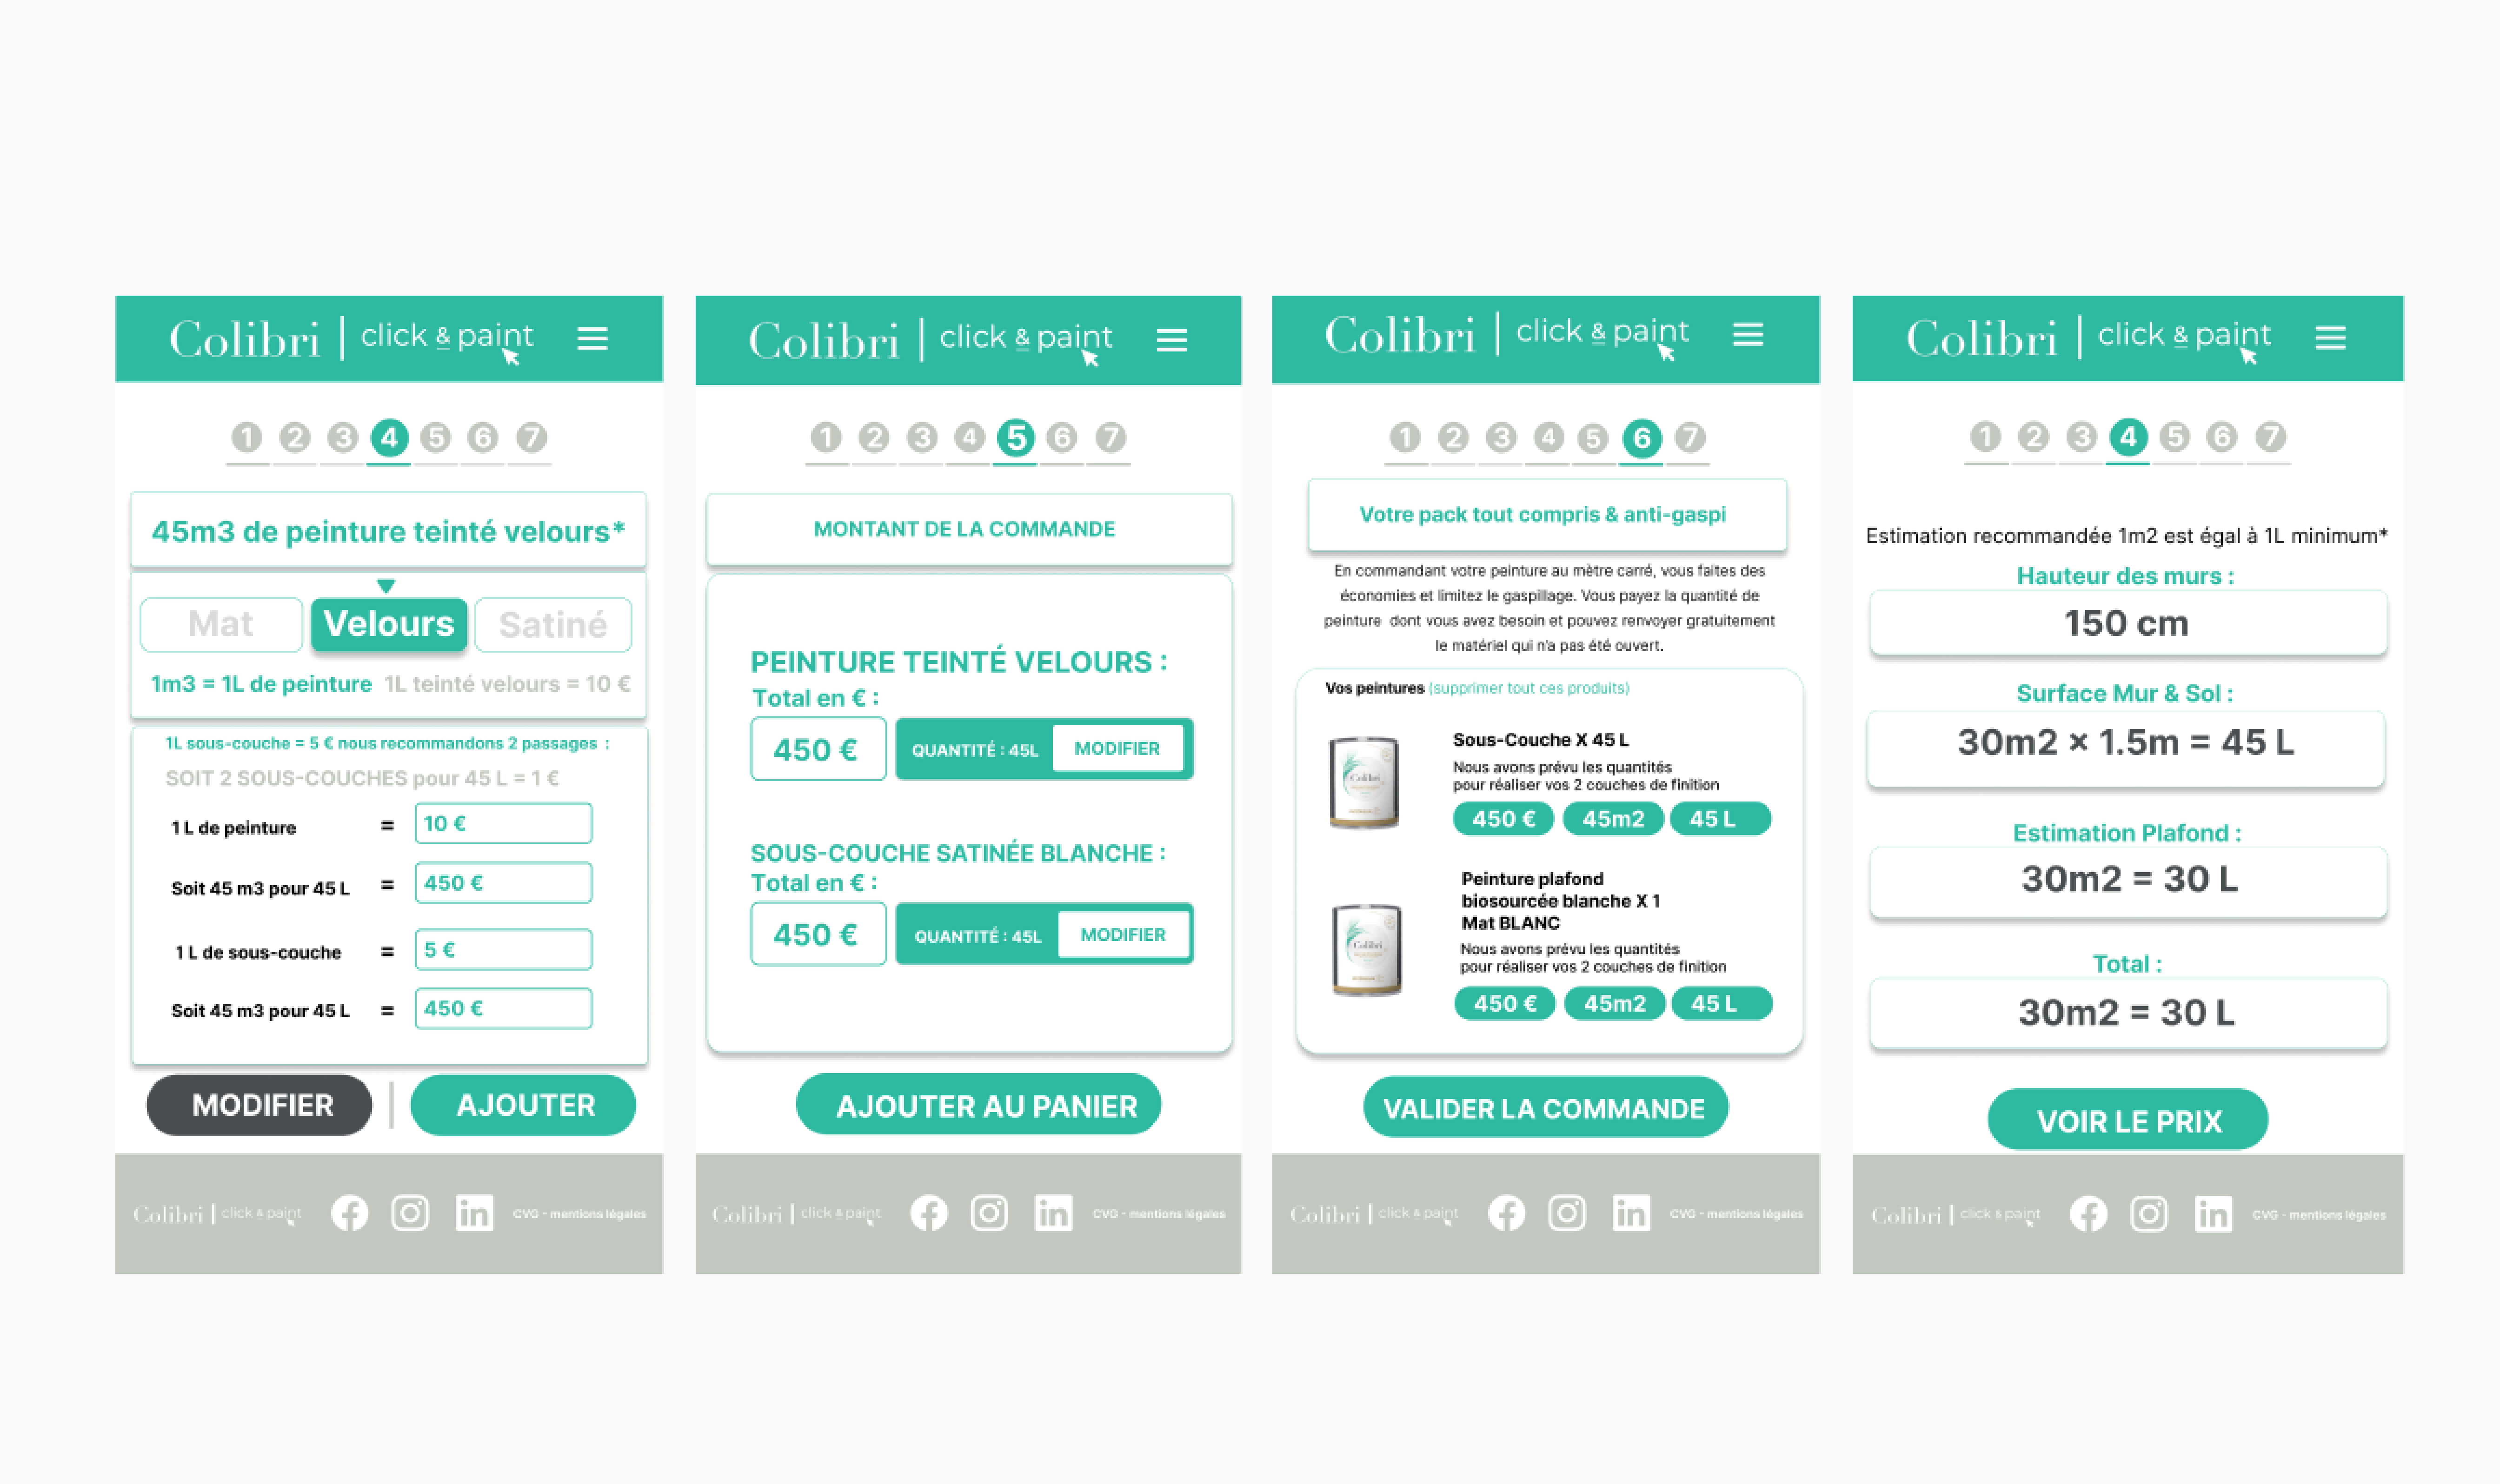 Colibri | click & paint
1 2 3 4 5 6 7
45m3 de peinture teinté velours*
Mat Velours Satiné
1m3 = 1L de peinture 1L teinté velours = 10 €
1L sous-couche = 5 € nous recommandons 2 passages :
SOIT 2 SOUS-COUCHES pour 45 L = 1 €
1 L de peinture = 10 €
Soit 45 m3 pour 45 L = 450 €
1 L de sous-couche = 5 €
Soit 45 m3 pour 45 L = 450 €
MODIFIER | AJOUTER
Colibri | click & paint CVG - mentions légales
Colibri | click & paint
1 2 3 4 5 6 7
MONTANT DE LA COMMANDE
PEINTURE TEINTÉ VELOURS :
Total en € :
450 € QUANTITÉ : 45L MODIFIER
SOUS-COUCHE SATINÉE BLANCHE :
Total en € :
450 € QUANTITÉ : 45L MODIFIER
AJOUTER AU PANIER
Colibri | click & paint CVG - mentions légales
Colibri | click & paint
1 2 3 4 5 6 7
Votre pack tout compris & anti-gaspi
En commandant votre peinture au mètre carré, vous faites des
économies et limitez le gaspillage. Vous payez la quantité de
peinture dont vous avez besoin et pouvez renvoyer gratuitement
le matériel qui n'a pas été ouvert.
Vos peintures (supprimer tout ces produits)
Colibri
Sous-Couche X 45 L
Nous avons prévu les quantités
pour réaliser vos 2 couches de finition
450 € 45m2 45 L
Colibri
Peinture plafond
biosourcée blanche X 1
Mat BLANC
Nous avons prévu les quantités
pour réaliser vos 2 couches de finition
450 € 45m2 45 L
VALIDER LA COMMANDE
Colibri | click & paint CVG - mentions légales
Colibri | click & paint
1 2 3 4 5 6 7
Estimation recommandée 1m2 est égal à 1L minimum*
Hauteur des murs :
150 cm
Surface Mur & Sol :
30m2 × 1.5m = 45 L
Estimation Plafond :
30m2 = 30 L
Total :
30m2 = 30 L
VOIR LE PRIX
Colibri | click & paint CVG - mentions légales